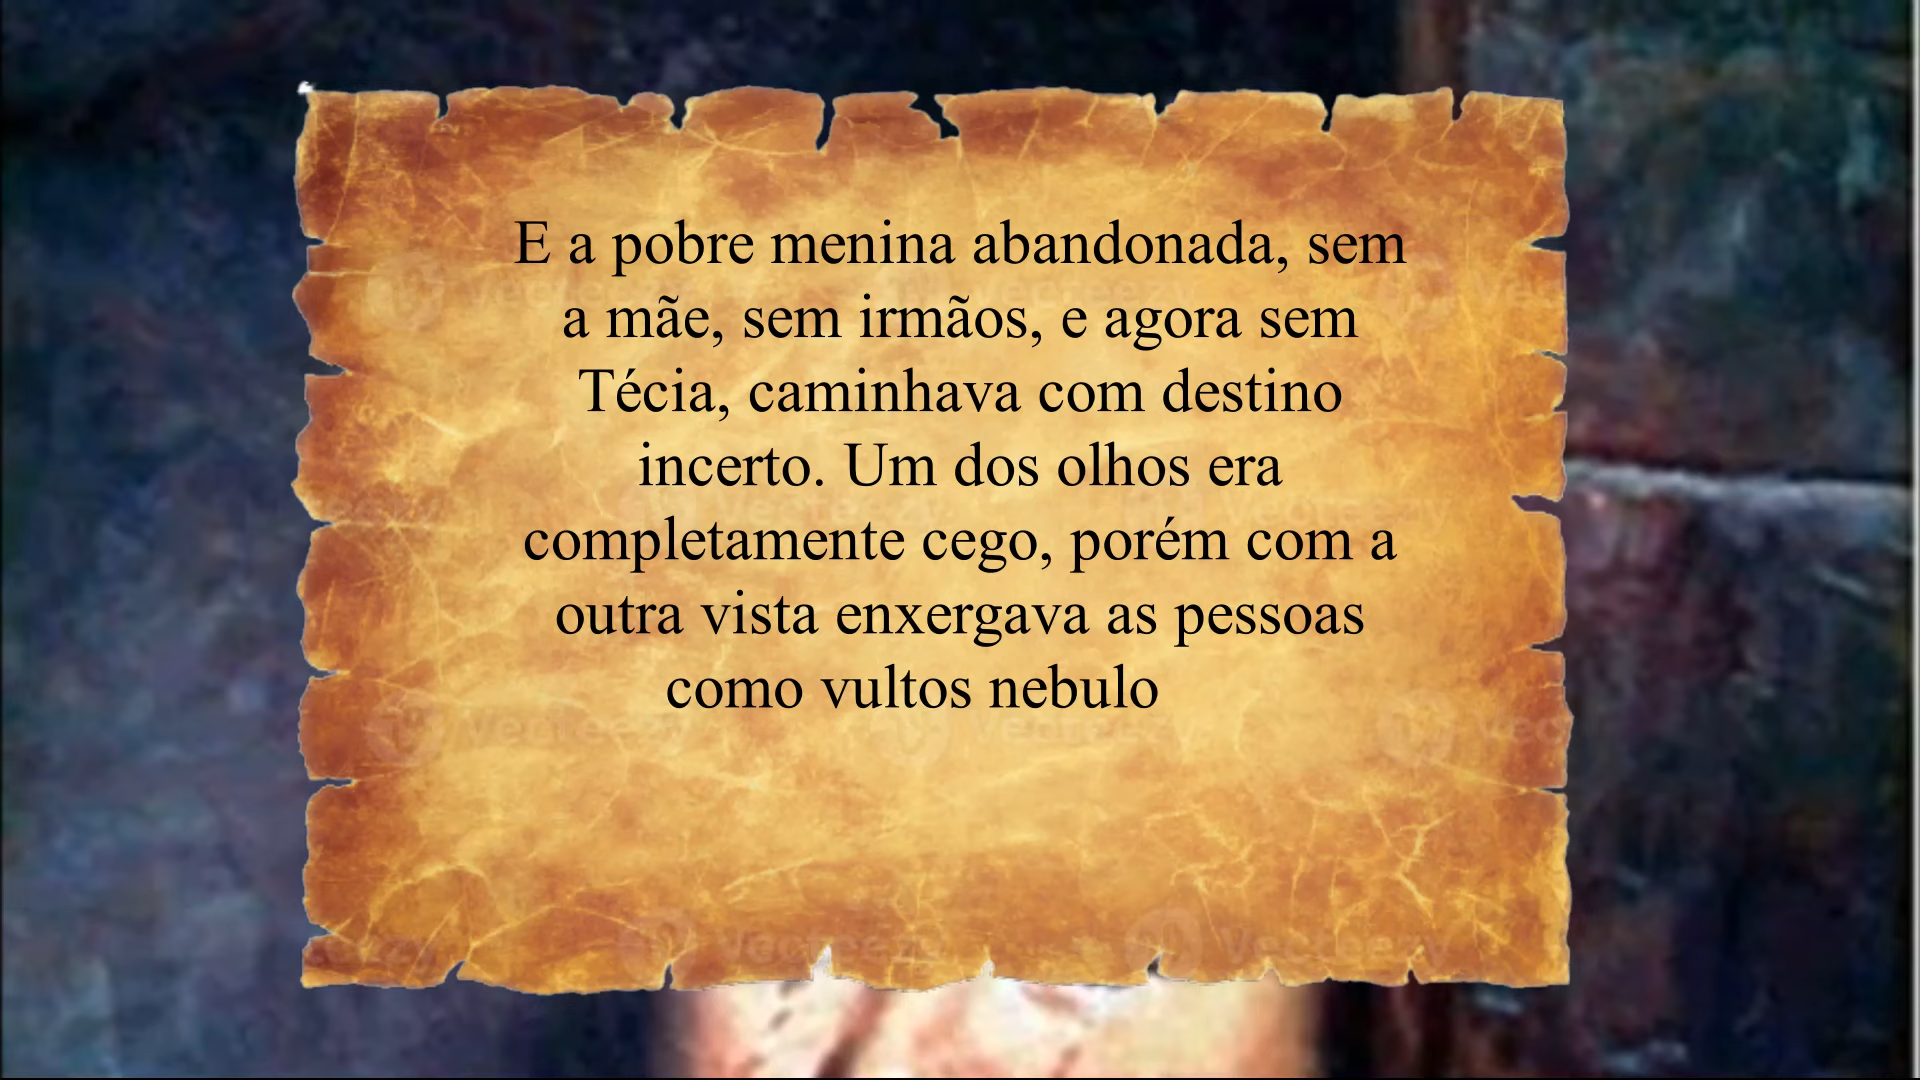 E a pobre menina abandonada, sem
a mãe, sem irmãos, e agora sem
Técia, caminhava com destino
incerto. Um dos olhos era
completamente cego, porém com a
outra vista enxergava as pessoas
como vultos nebulo